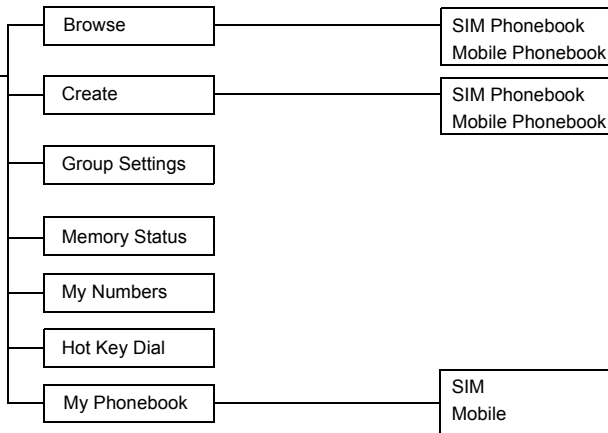 Browse
SIM Phonebook
Mobile Phonebook
Create
SIM Phonebook
Mobile Phonebook
Group Settings
Memory Status
My Numbers
Hot Key Dial
My Phonebook
SIM
Mobile